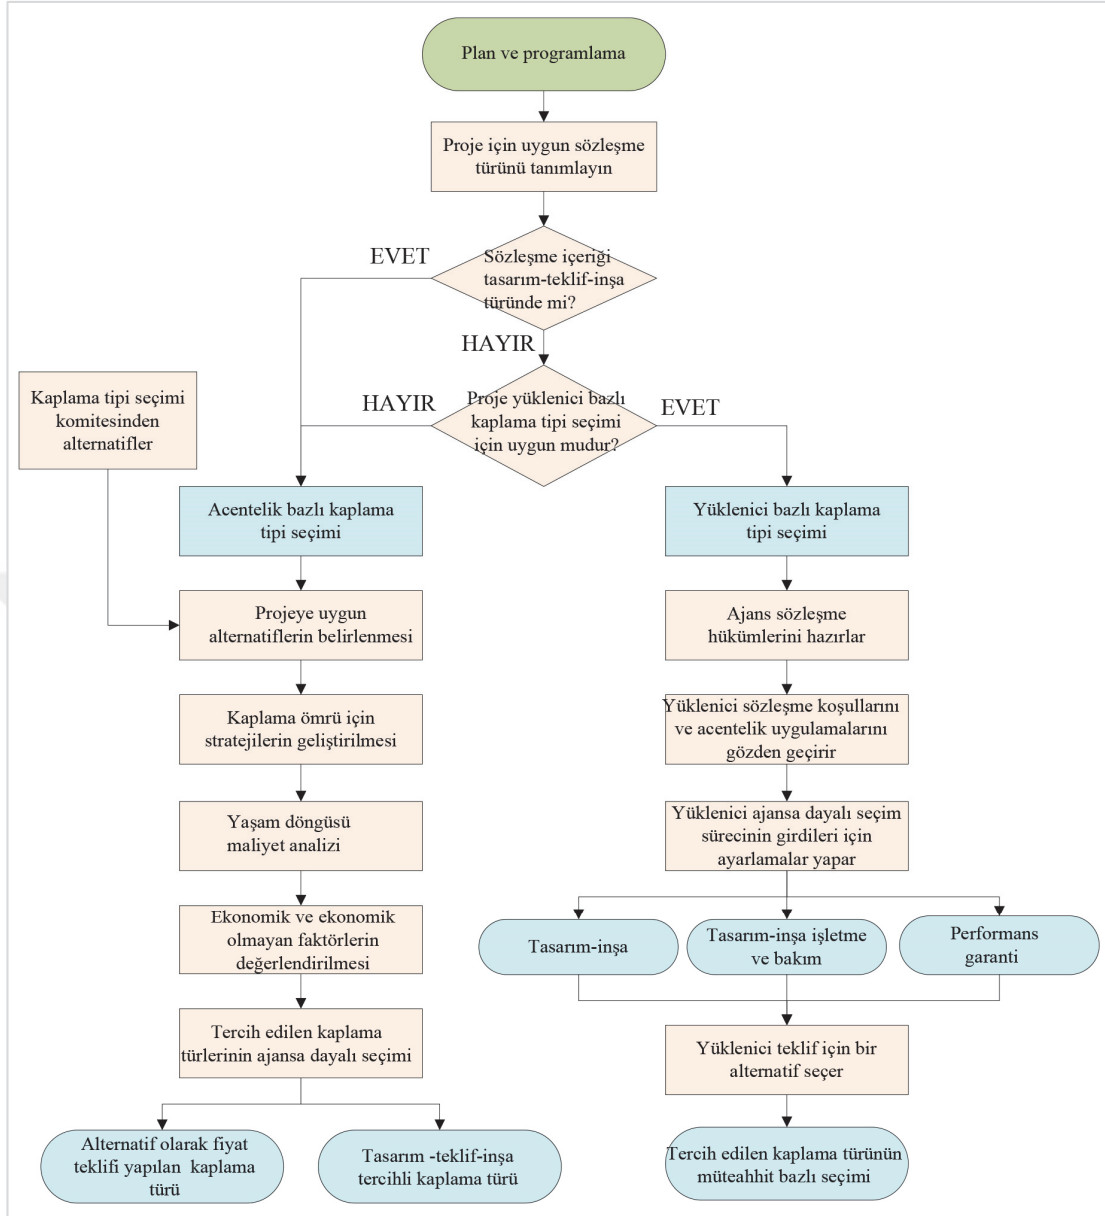 Plan ve programlama
Proje için uygun sözleşme
türünü tanımlayın
EVET
Sözleşme içeriği
tasarım-teklif-inşa
türünde mi?
HAYIR
Kaplama tipi seçimi
komitesinden
alternatifler
HAYIR
Proje yüklenici bazlı
kaplama tipi seçimi
için uygun mudur?
EVET
Acentelik bazlı kaplama
tipi seçimi
Yüklenici bazlı kaplama
tipi seçimi
Projeye uygun
alternatiflerin belirlenmesi
Ajans sözleşme
hükümlerini hazırlar
Kaplama ömrü için
stratejilerin geliştirilmesi
Yüklenici sözleşme koşullarını
ve acentelik uygulamalarını
gözden geçirir
Yaşam döngüsü
maliyet analizi
Yüklenici ajansa dayalı seçim
sürecinin girdileri için
ayarlamalar yapar
Ekonomik ve ekonomik
olmayan faktörlerin
değerlendirilmesi
Tasarım-inşa
Tasarım-inşa işletme
ve bakım
Performans
garanti
Tercih edilen kaplama
türlerinin ajansa dayalı seçimi
Yüklenici teklif için bir
alternatif seçer
Alternatif olarak fiyat
teklifi yapılan kaplama
türü
Tasarım -teklif-inşa
tercihli kaplama türü
Tercih edilen kaplama türünün
müteahhit bazlı seçimi